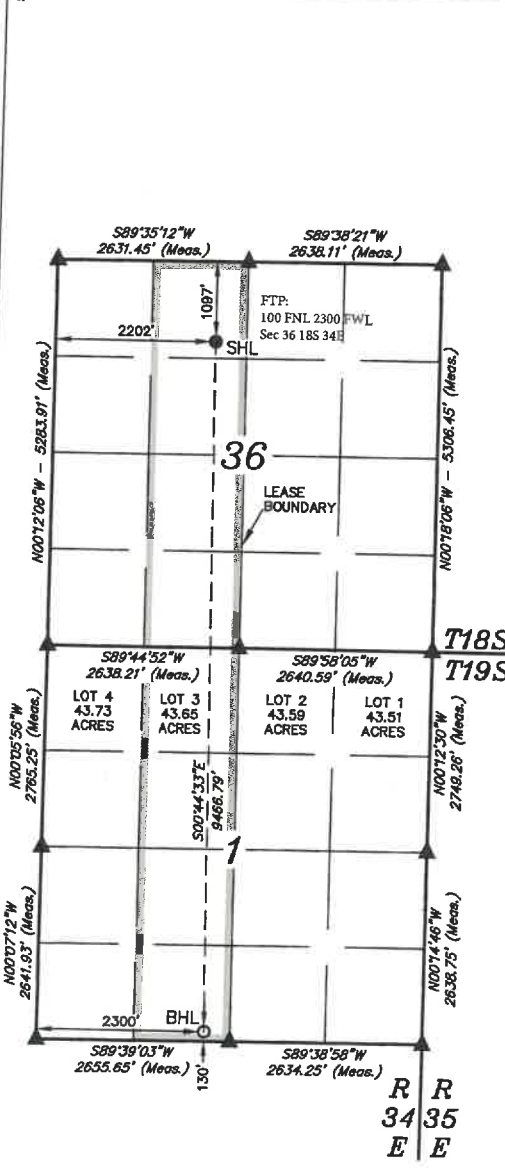 S89°35'12"W
2631.45' (Meas.)
S89°38'21"W
2638.11' (Meas.)
1097'
FTP:
100 FNL 2300 FWL
Sec 36 18S 34E
2202'
SHL
N00°12'06"W - 5283.91' (Meas.)
36
LEASE
BOUNDARY
N00°18'06"W - 5306.45' (Meas.)
T18S
T19S
S89°44'52"W
2638.21' (Meas.)
S89°58'05"W
2640.59' (Meas.)
LOT 4
43.73
ACRES
LOT 3
43.65
ACRES
LOT 2
43.59
ACRES
LOT 1
43.51
ACRES
N00°05'56"W
2765.25' (Meas.)
N00°12'30"W
2749.26' (Meas.)
S00°44'33"E
9466.79'
1
N00°07'12"W
2641.93' (Meas.)
N00°14'46"W
2638.75' (Meas.)
2300'
BHL
S89°39'03"W
2655.65' (Meas.)
130'
S89°38'58"W
2634.25' (Meas.)
R R
34 35
E E